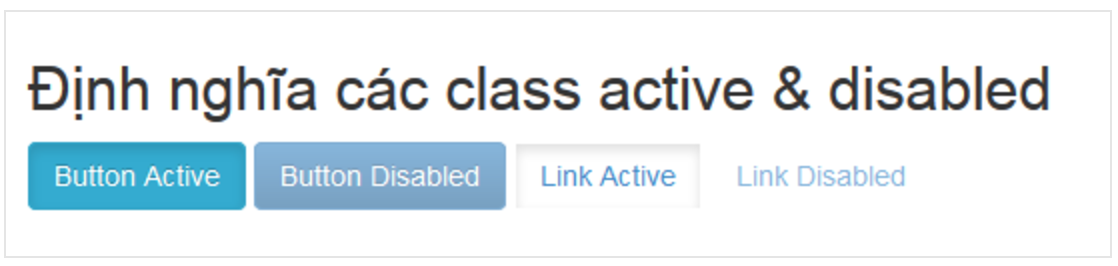 Định nghĩa các class active & disabled
Button Active Button Disabled Link Active Link Disabled